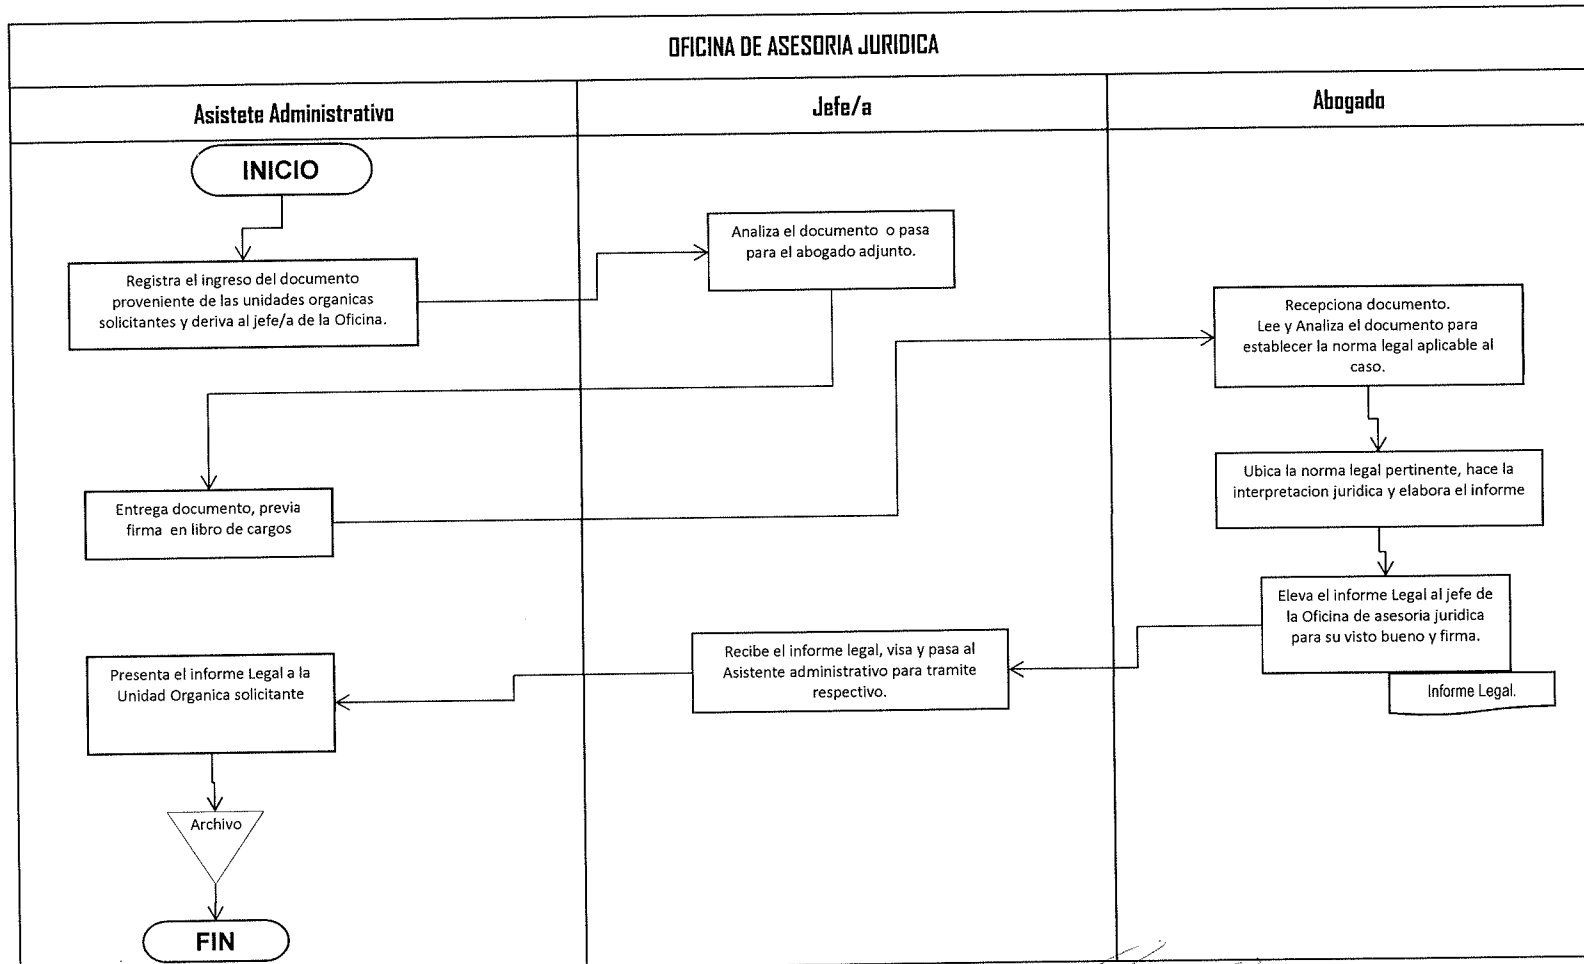 OFICINA DE ASESORIA JURIDICA
Asistete Administrativo
Jefe/a
Abogado
INICIO
Registra el ingreso del documento
proveniente de las unidades organicas
solicitantes y deriva al jefe/a de la Oficina.
Analiza el documento o pasa
para el abogado adjunto.
Entrega documento, previa
firma en libro de cargos
Recepciona documento.
Lee y Analiza el documento para
establecer la norma legal aplicable al
caso.
Ubica la norma legal pertinente, hace la
interpretacion juridica y elabora el informe
Eleva el informe Legal al jefe de
la Oficina de asesoria juridica
para su visto bueno y firma.
Informe Legal.
Recibe el informe legal, visa y pasa al
Asistente administrativo para tramite
respectivo.
Presenta el informe Legal a la
Unidad Organica solicitante
Archivo
FIN